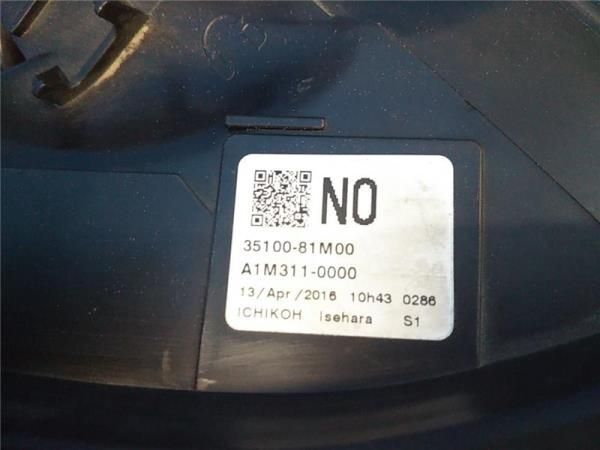 NO
35100-81M00
A1M311-0000
13/Apr/2016 10h43 0286
ICHIKOH Isehara S1